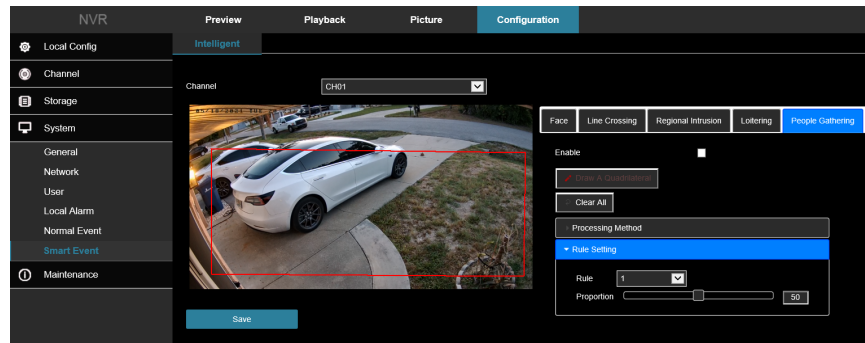 NVR Preview Playback Picture Configuration
Local Config
Channel
Storage
System
General
Network
User
Local Alarm
Normal Event
Smart Event
Maintenance
Intelligent
Channel CH01
Face Line Crossing Regional Intrusion Loitering People Gathering
Enable
Draw A Quadrilateral
Clear All
Processing Method
Rule Setting
Rule 1
Proportion 50
Save